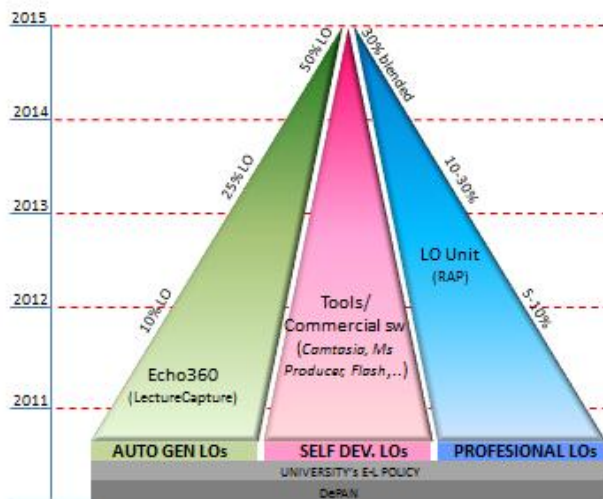 2015
50% LO
30% blended
2014
25% LO
10-30%
2013
LO Unit
(RAP)
2012
10% LO
5-10%
Tools/
Commercial sw
(Camtasia, Ms
Producer, Flash,..)
Echo360
(LectureCapture)
2011
AUTO GEN LOs
SELF DEV. LOs
PROFESIONAL LOs
UNIVERSITY's E-L POLICY
DePAN